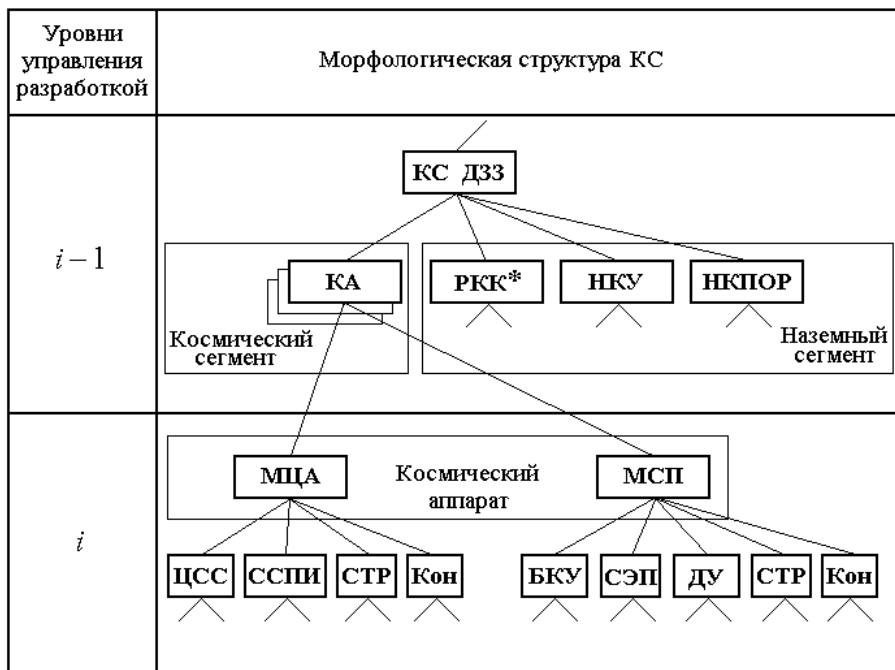 Уровни
управления
разработкой
Морфологическая структура КС
КС ДЗЗ
i – 1
КА
РКК*
НКУ
НКПОР
Космический
сегмент
Наземный
сегмент
МЦА
Космический
аппарат
МСП
i
ЦСС ССПИ СТР Кон БКУ СЭП ДУ СТР Кон